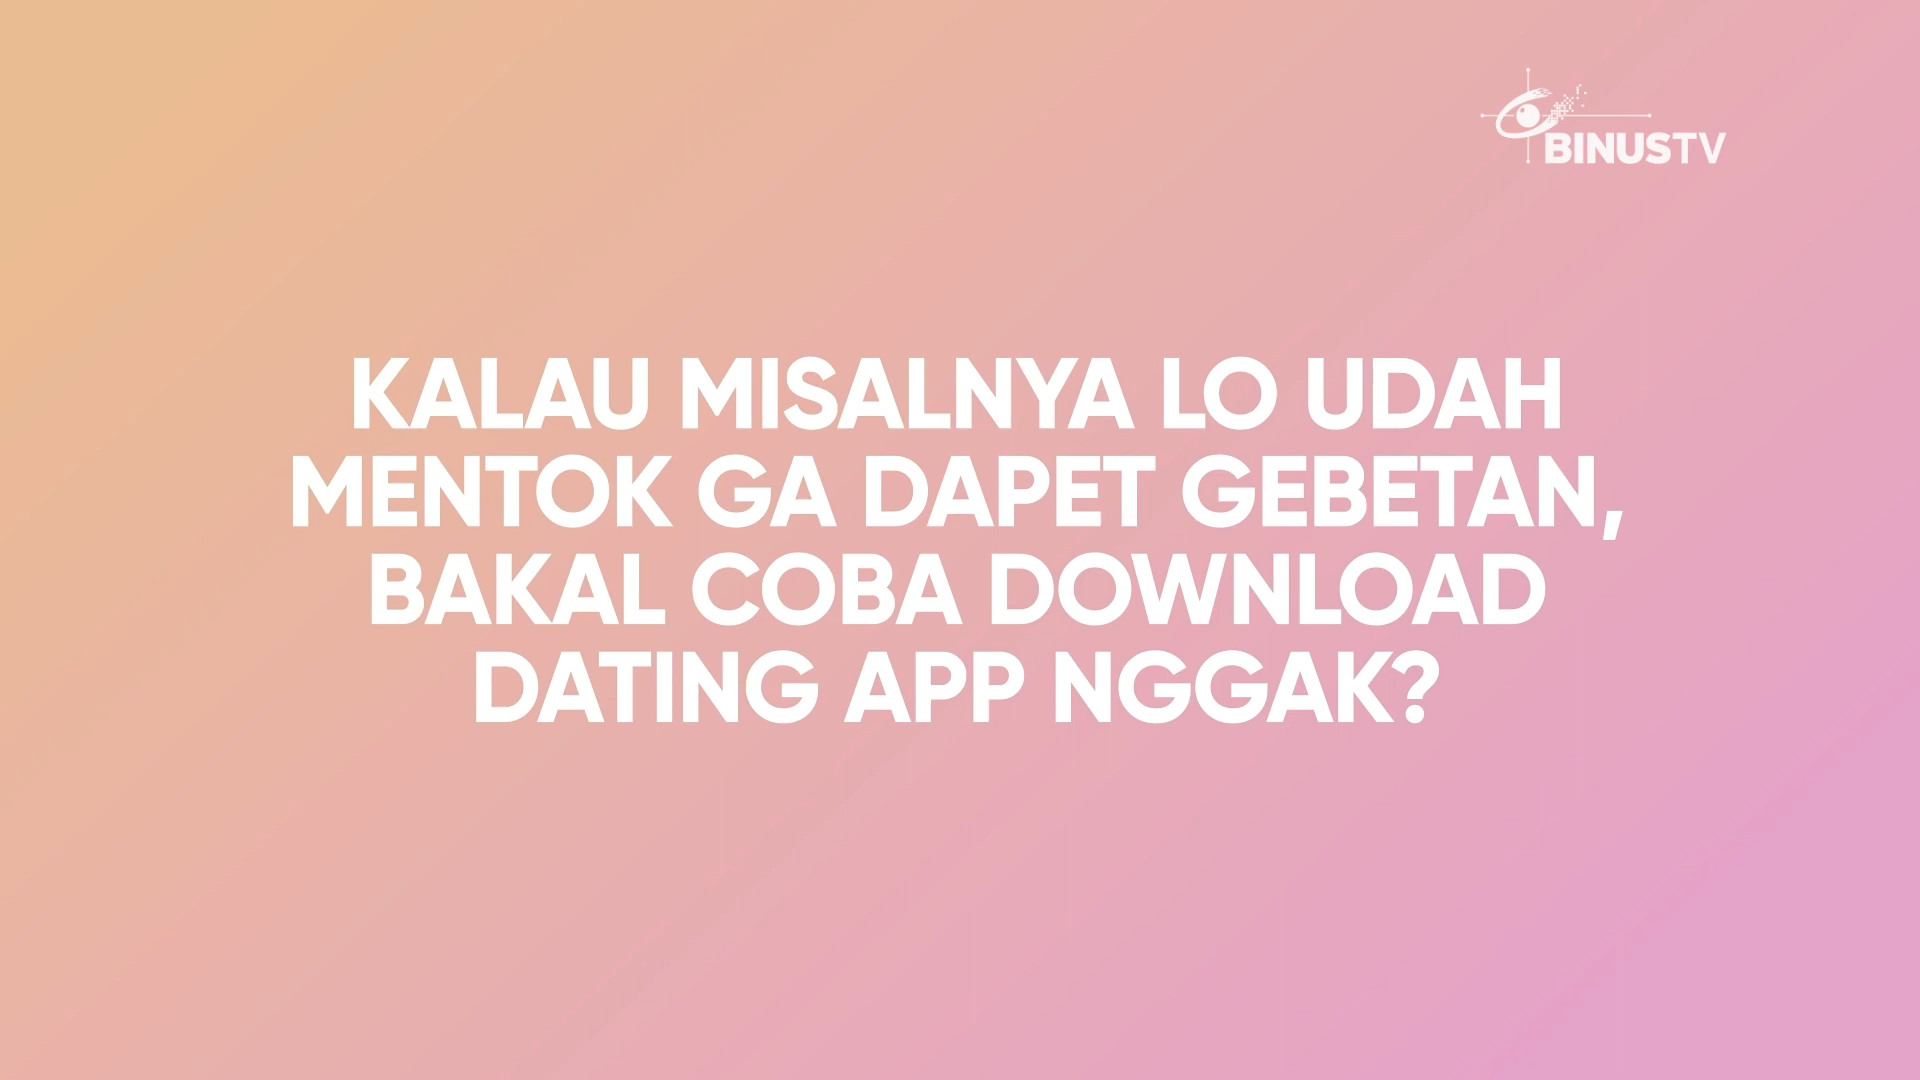 BINUSTV
KALAU MISALNYA LO UDAH
MENTOK GA DAPET GEBETAN,
BAKAL COBA DOWNLOAD
DATING APP NGGAK?